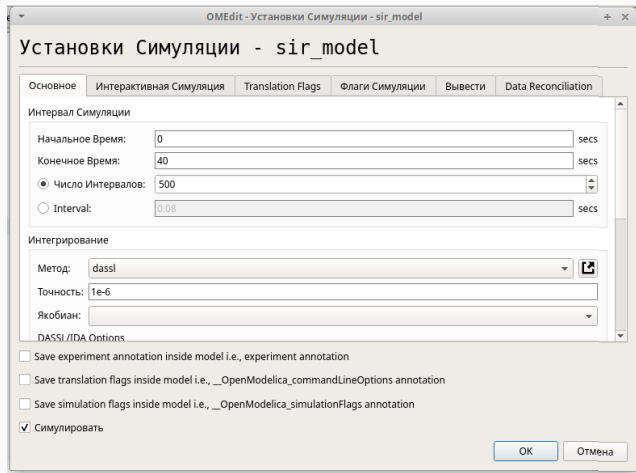 OMEdit - Установки Симуляции - sir_model
Установки Симуляции - sir_model
Основное Интерактивная Симуляция Translation Flags Флаги Симуляции Вывести Data Reconciliation
Интервал Симуляции
Начальное Время: 0 secs
Конечное Время: 40 secs
Число Интервалов: 500
Interval: 0.08 secs
Интегрирование
Метод: dassl
Точность: 1e-6
Якобиан:
DASSL/IDA Options
Save experiment annotation inside model i.e., experiment annotation
Save translation flags inside model i.e., __OpenModelica_commandLineOptions annotation
Save simulation flags inside model i.e., __OpenModelica_simulationFlags annotation
Симулировать
OK Отмена